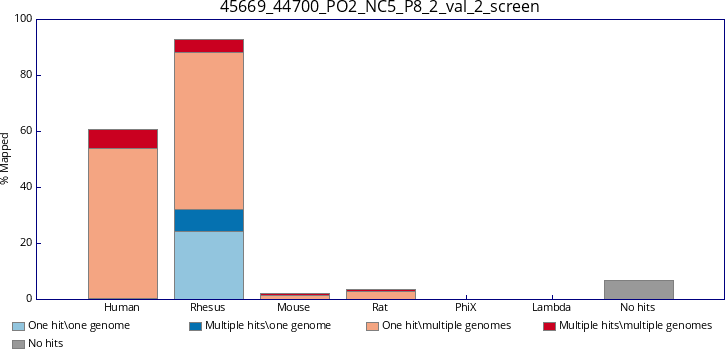 45669_44700_PO2_NC5_P8_2_val_2_screen
100
80
60
40
20
0
% Mapped
Human Rhesus Mouse Rat PhiX Lambda No hits
One hit\one genome Multiple hits\one genome One hit\multiple genomes Multiple hits\multiple genomes
No hits